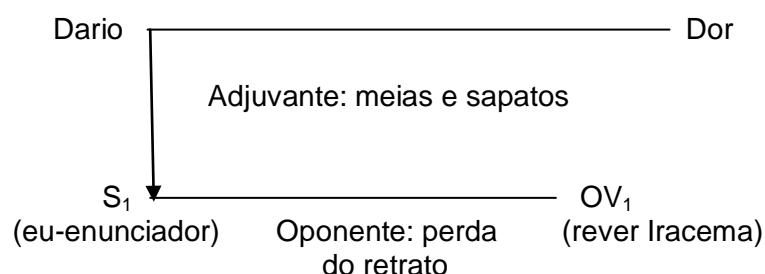 Dario Dor
Adjuvante: meias e sapatos
S₁ OV₁
(eu-enunciador) Oponente: perda (rever Iracema)
do retrato